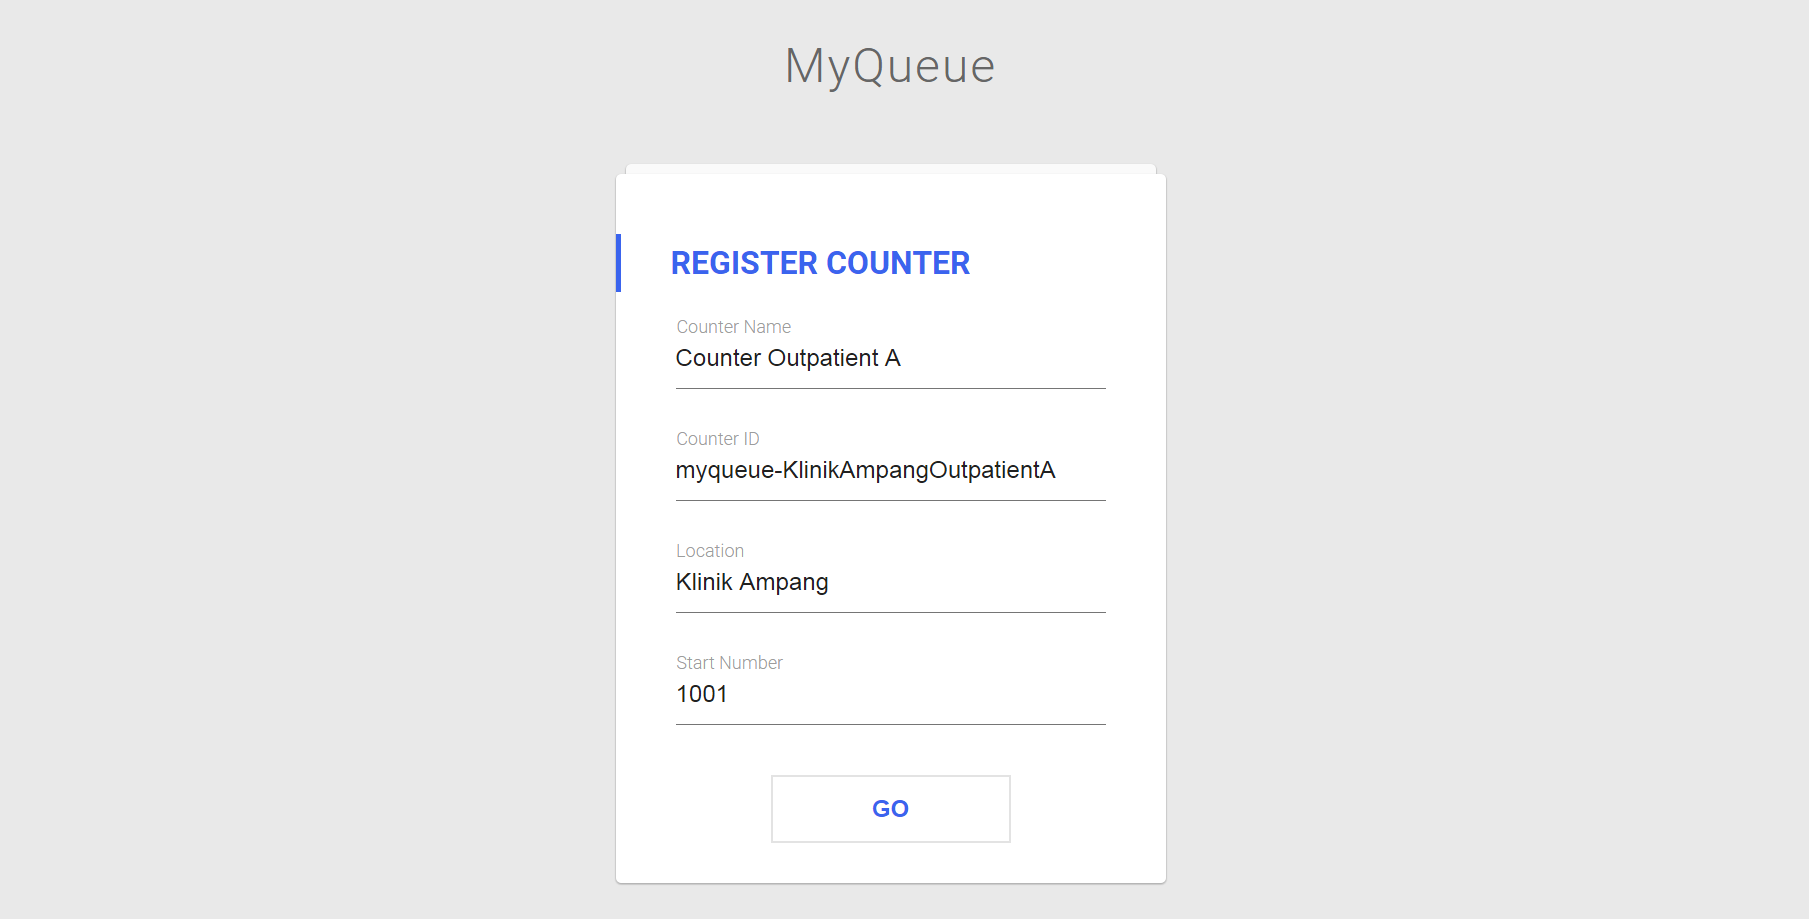 MyQueue
REGISTER COUNTER
Counter Name
Counter Outpatient A
Counter ID
myqueue-KlinikAmpangOutpatientA
Location
Klinik Ampang
Start Number
1001
GO